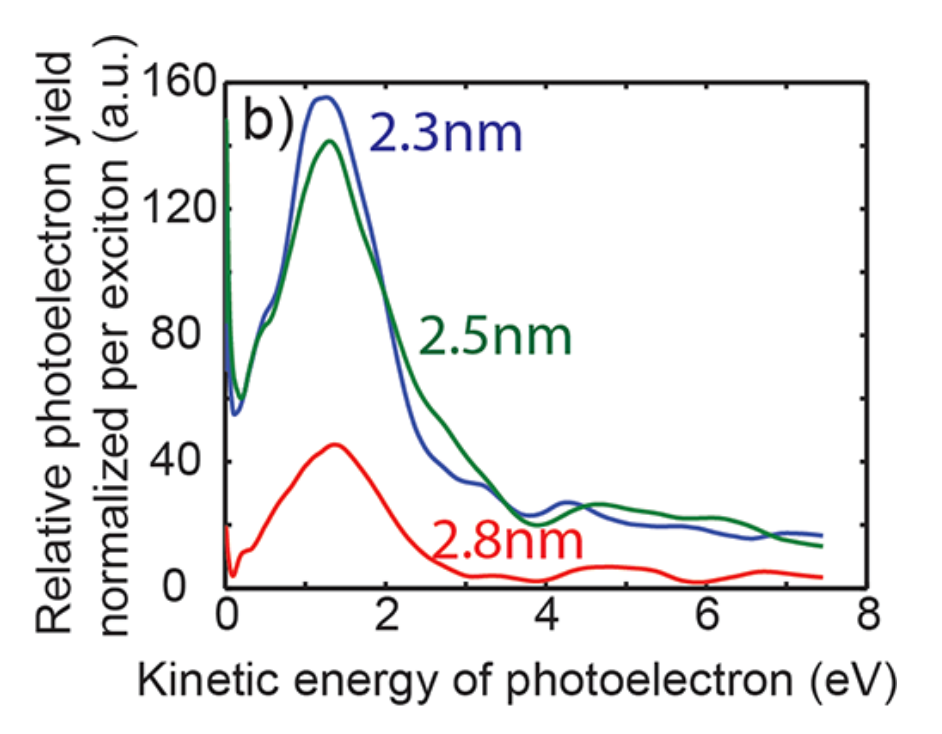 Relative photoelectron yield
normalized per exciton (a.u.)
160
120
80
40
0
b)
2.3nm
2.5nm
2.8nm
0 2 4 6 8
Kinetic energy of photoelectron (eV)